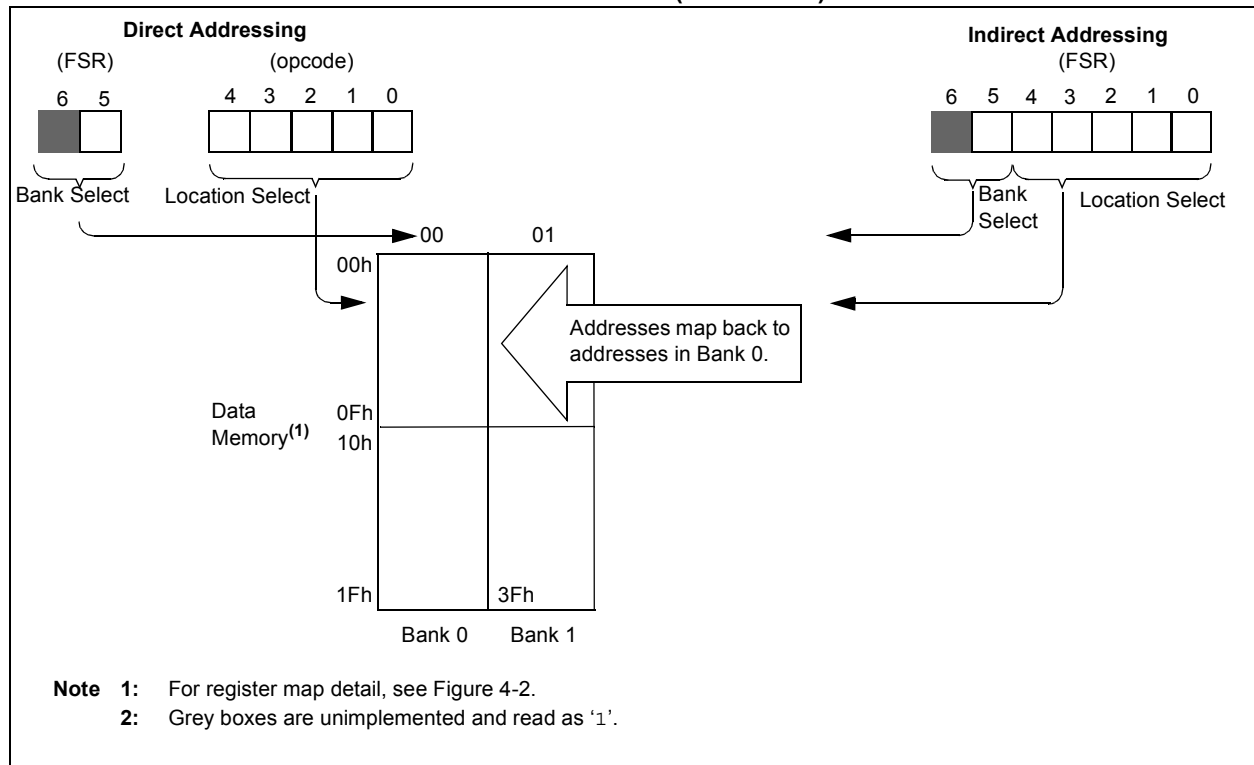 Direct Addressing
(FSR) (opcode)
6 5 4 3 2 1 0
Bank Select Location Select
Indirect Addressing
(FSR)
6 5 4 3 2 1 0
Bank Select
Location Select
00 01
00h
Addresses map back to
addresses in Bank 0.
Data
Memory(1)
0Fh
10h
1Fh 3Fh
Bank 0 Bank 1
Note 1: For register map detail, see Figure 4-2.
2: Grey boxes are unimplemented and read as ‘1’.